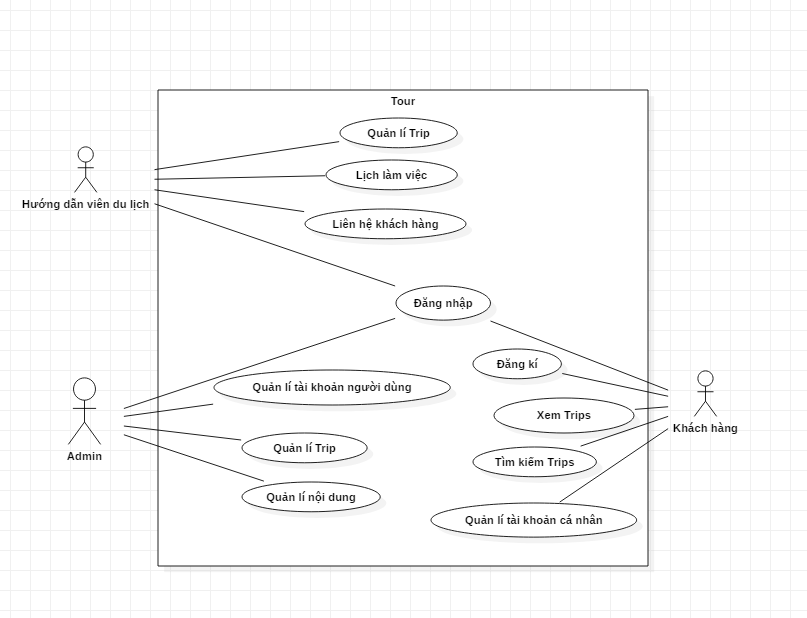 Tour
Quản lí Trip
Lịch làm việc
Hướng dẫn viên du lịch
Liên hệ khách hàng
Đăng nhập
Đăng kí
Quản lí tài khoản người dùng
Xem Trips
Khách hàng
Admin
Quản lí Trip
Tìm kiếm Trips
Quản lí nội dung
Quản lí tài khoản cá nhân